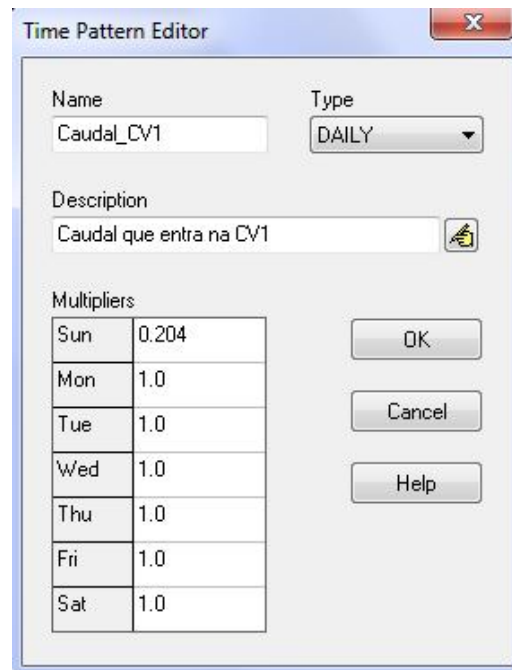 Time Pattern Editor
Name Type
Caudal_CV1 DAILY
Description
Caudal que entra na CV1
Multipliers
Sun 0.204
OK
Mon 1.0
Cancel
Tue 1.0
Wed 1.0
Help
Thu 1.0
Fri 1.0
Sat 1.0